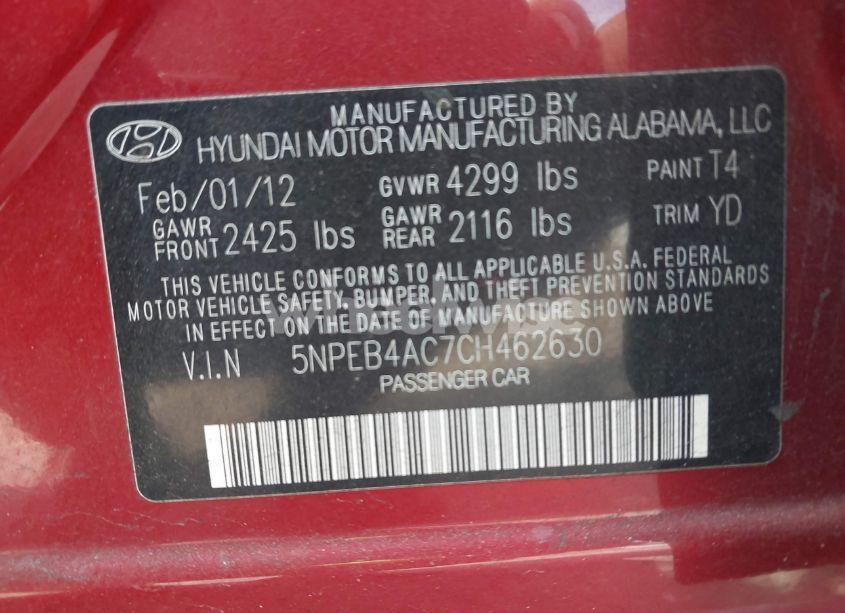 MANUFACTURED BY
HYUNDAI MOTOR MANUFACTURING ALABAMA, LLC
Feb/01/12 GVWR 4299 lbs PAINT T4
GAWR FRONT 2425 lbs GAWR REAR 2116 lbs TRIM YD
THIS VEHICLE CONFORMS TO ALL APPLICABLE U.S.A. FEDERAL
MOTOR VEHICLE SAFETY, BUMPER, AND THEFT PREVENTION STANDARDS
IN EFFECT ON THE DATE OF MANUFACTURE SHOWN ABOVE
V.I.N 5NPEB4AC7CH462630
PASSENGER CAR